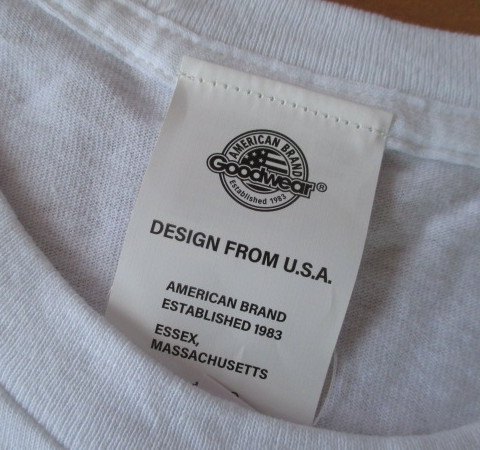 AMERICAN BRAND
Goodwear®
Established 1983
DESIGN FROM U.S.A.
AMERICAN BRAND
ESTABLISHED 1983
ESSEX,
MASSACHUSETTS